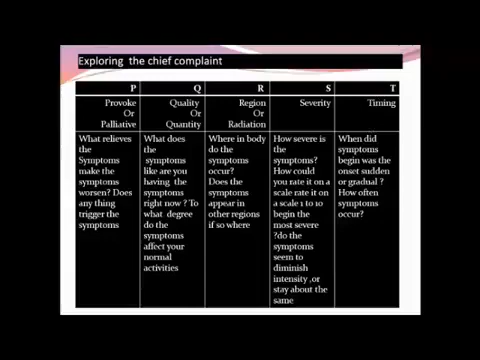 Exploring the chief complaint
P
Q
R
S
T
Provoke
Or
Palliative
Quality
Or
Quantity
Region
Or
Radiation
Severity
Timing
What relieves
the
Symptoms
make the
symptoms
worsen? Does
any thing
trigger the
symptoms
What does
the
symptoms
like are you
having the
symptoms
right now ? To
what degree
do the
symptoms
affect your
normal
activities
Where in body
do the
symptoms
occur?
Does the
symptoms
appear in
other regions
if so where
How severe is
the
symptoms?
How could
you rate it on a
scale rate it on
a scale 1 to 10
begin the
most severe
?do the
symptoms
seem to
diminish
intensity ,or
stay about the
same
When did
symptoms
begin was the
onset sudden
or gradual ?
How often
symptoms
occur?